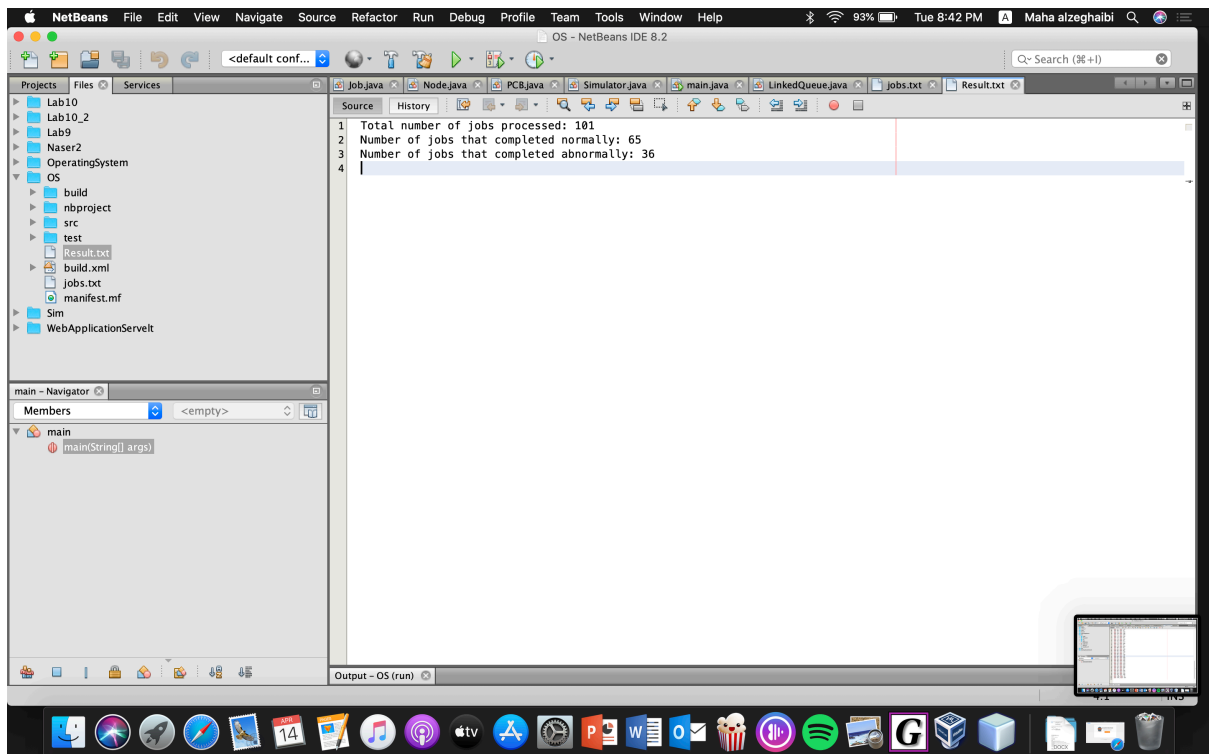 NetBeans File Edit View Navigate Source Refactor Run Debug Profile Team Tools Window Help 93% Tue 8:42 PM A Maha alzeghaibi
OS - NetBeans IDE 8.2
<default conf... Search (⌘+I)
Projects Files Services
Job.java Node.java PCB.java Simulator.java main.java LinkedQueue.java jobs.txt Result.txt
Source History
Lab10
Lab10_2
Lab9
Naser2
OperatingSystem
OS
build
nbproject
src
test
Result.txt
build.xml
jobs.txt
manifest.mf
Sim
WebApplicationServelt
1 Total number of jobs processed: 101
2 Number of jobs that completed normally: 65
3 Number of jobs that completed abnormally: 36
4
main - Navigator
Members <empty>
main
main(String[] args)
Output - OS (run)
4:1 INS
APR
14
tv
P W O
G
DOCX